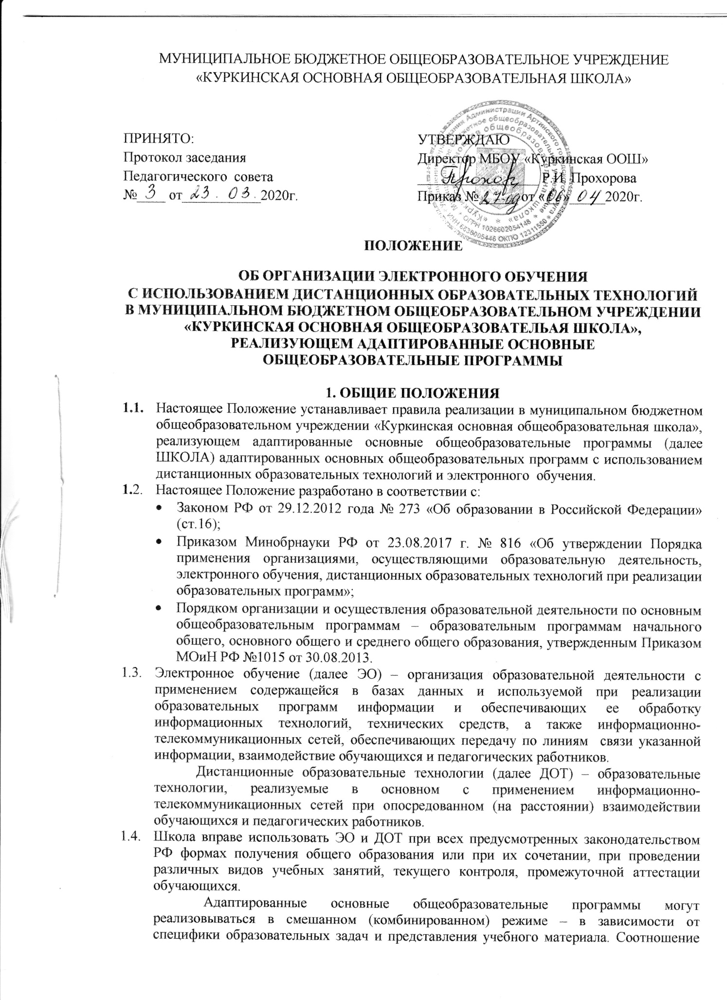 МУНИЦИПАЛЬНОЕ БЮДЖЕТНОЕ ОБЩЕОБРАЗОВАТЕЛЬНОЕ УЧРЕЖДЕНИЕ
«КУРКИНСКАЯ ОСНОВНАЯ ОБЩЕОБРАЗОВАТЕЛЬНАЯ ШКОЛА»
ПРИНЯТО:
Протокол заседания
Педагогического совета
№ 3 от 23. 03. 2020г.
УТВЕРЖДАЮ
Директор МБОУ «Куркинская ООШ»
Прохор Р.И. Прохорова
Приказ № 27-од от «06» 04 2020г.
ИНН 6636005446 ОКПО 12311550
ОГРН 1026602054148
ПОЛОЖЕНИЕ
ОБ ОРГАНИЗАЦИИ ЭЛЕКТРОННОГО ОБУЧЕНИЯ
С ИСПОЛЬЗОВАНИЕМ ДИСТАНЦИОННЫХ ОБРАЗОВАТЕЛЬНЫХ ТЕХНОЛОГИЙ
В МУНИЦИПАЛЬНОМ БЮДЖЕТНОМ ОБЩЕОБРАЗОВАТЕЛЬНОМ УЧРЕЖДЕНИИ
«КУРКИНСКАЯ ОСНОВНАЯ ОБЩЕОБРАЗОВАТЕЛЬАЯ ШКОЛА»,
РЕАЛИЗУЮЩЕМ АДАПТИРОВАННЫЕ ОСНОВНЫЕ
ОБЩЕОБРАЗОВАТЕЛЬНЫЕ ПРОГРАММЫ
1. ОБЩИЕ ПОЛОЖЕНИЯ
1.1. Настоящее Положение устанавливает правила реализации в муниципальном бюджетном
общеобразовательном учреждении «Куркинская основная общеобразовательная школа»,
реализующем адаптированные основные общеобразовательные программы (далее
ШКОЛА) адаптированных основных общеобразовательных программ с использованием
дистанционных образовательных технологий и электронного обучения.
1.2. Настоящее Положение разработано в соответствии с:
• Законом РФ от 29.12.2012 года № 273 «Об образовании в Российской Федерации»
(ст.16);
• Приказом Минобрнауки РФ от 23.08.2017 г. № 816 «Об утверждении Порядка
применения организациями, осуществляющими образовательную деятельность,
электронного обучения, дистанционных образовательных технологий при реализации
образовательных программ»;
• Порядком организации и осуществления образовательной деятельности по основным
общеобразовательным программам – образовательным программам начального
общего, основного общего и среднего общего образования, утвержденным Приказом
МОиН РФ №1015 от 30.08.2013.
1.3. Электронное обучение (далее ЭО) – организация образовательной деятельности с
применением содержащейся в базах данных и используемой при реализации
образовательных программ информации и обеспечивающих ее обработку
информационных технологий, технических средств, а также информационно-
телекоммуникационных сетей, обеспечивающих передачу по линиям связи указанной
информации, взаимодействие обучающихся и педагогических работников.
Дистанционные образовательные технологии (далее ДОТ) – образовательные
технологии, реализуемые в основном с применением информационно-
телекоммуникационных сетей при опосредованном (на расстоянии) взаимодействии
обучающихся и педагогических работников.
1.4. Школа вправе использовать ЭО и ДОТ при всех предусмотренных законодательством
РФ формах получения общего образования или при их сочетании, при проведении
различных видов учебных занятий, текущего контроля, промежуточной аттестации
обучающихся.
Адаптированные основные общеобразовательные программы могут
реализовываться в смешанном (комбинированном) режиме – в зависимости от
специфики образовательных задач и представления учебного материала. Соотношение